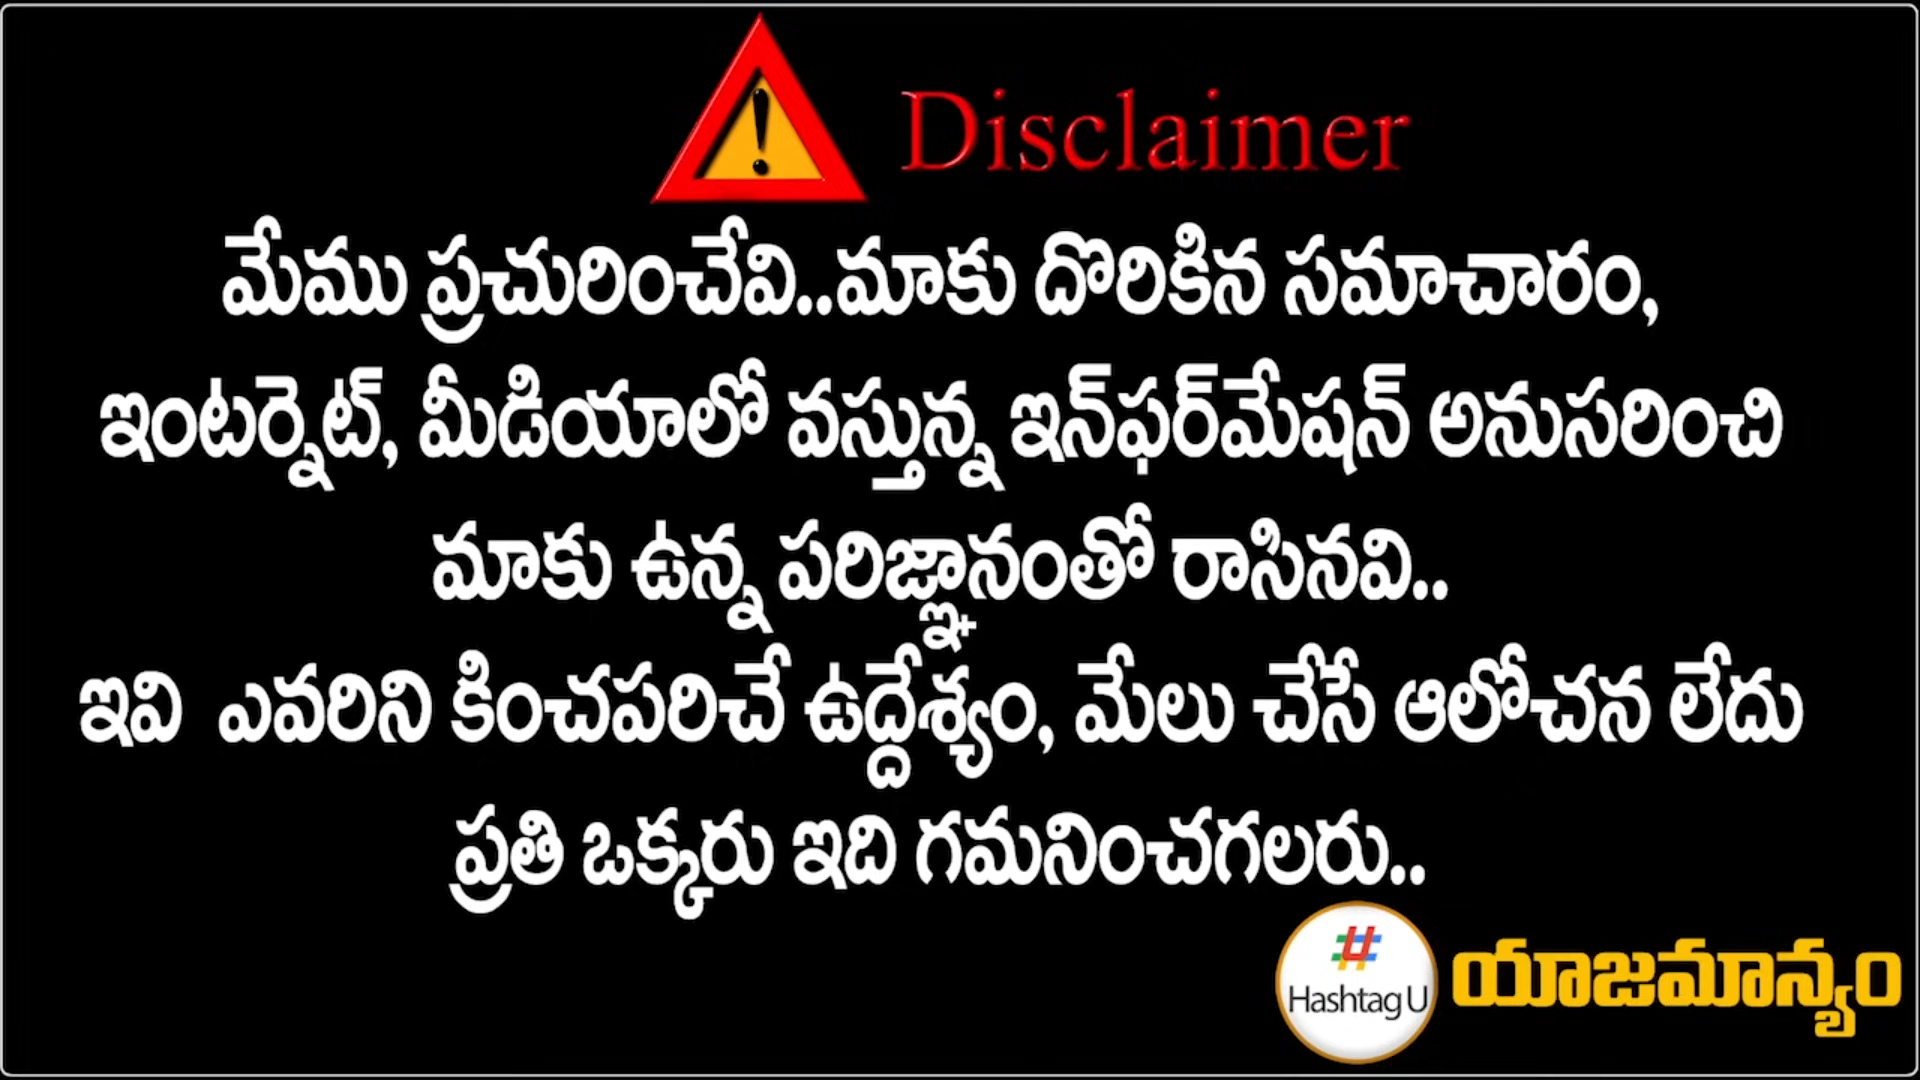 Disclaimer
మేము ప్రచురించేవి..మాకు దొరికిన సమాచారం,
ఇంటర్నెట్, మీడియాలో వస్తున్న ఇన్‌ఫర్‌మేషన్ అనుసరించి
మాకు ఉన్న పరిజ్ఞానంతో రాసినవి..
ఇవి ఎవరిని కించపరిచే ఉద్దేశ్యం, మేలు చేసే ఆలోచన లేదు
ప్రతి ఒక్కరు ఇది గమనించగలరు..
# Hashtag U
యాజమాన్యం